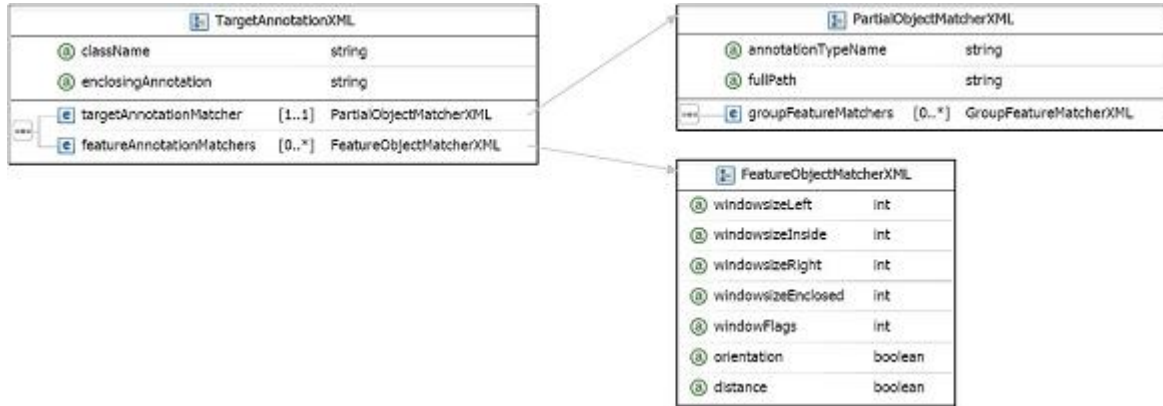 TargetAnnotationXML
className string
enclosingAnnotation string
targetAnnotationMatcher [1..1] PartialObjectMatcherXML
featureAnnotationMatchers [0..*] FeatureObjectMatcherXML
PartialObjectMatcherXML
annotationTypeName string
fullPath string
groupFeatureMatchers [0..*] GroupFeatureMatcherXML
FeatureObjectMatcherXML
windowsizeLeft int
windowsizeInside int
windowsizeRight int
windowsizeEnclosed int
windowFlags int
orientation boolean
distance boolean